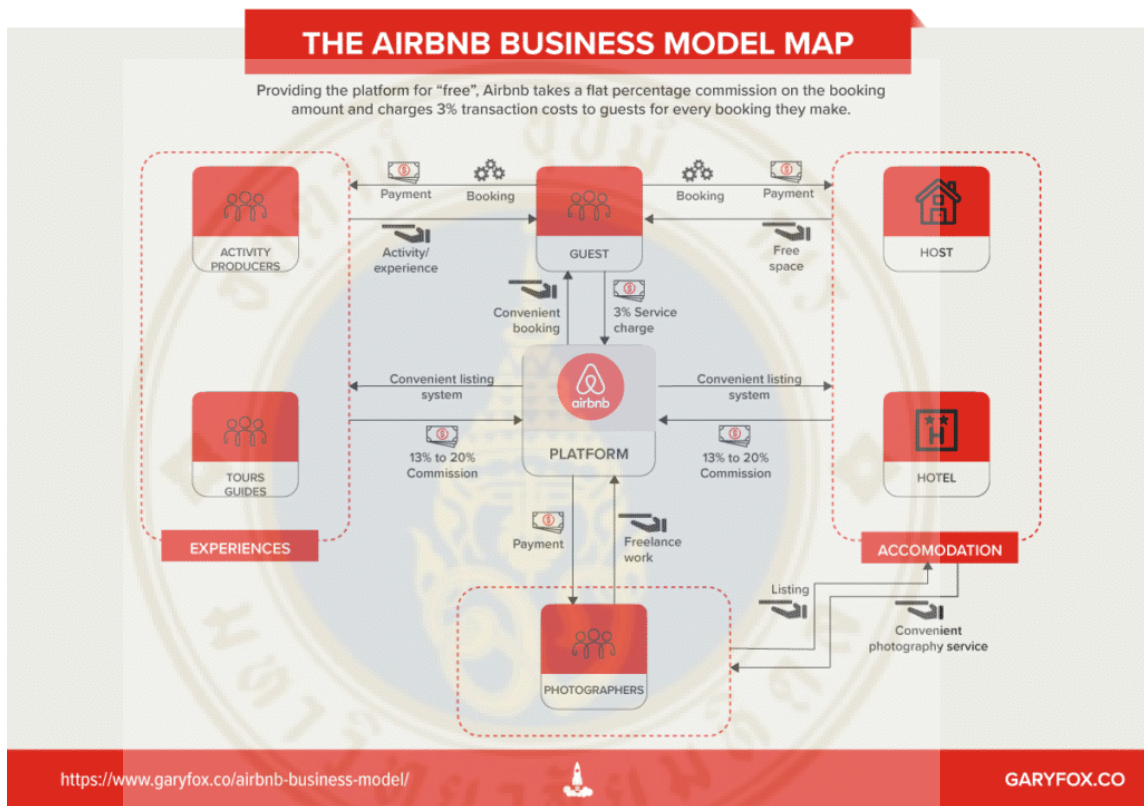 THE AIRBNB BUSINESS MODEL MAP
Providing the platform for “free”, Airbnb takes a flat percentage commission on the booking
amount and charges 3% transaction costs to guests for every booking they make.
Payment
Booking
Booking
Payment
ACTIVITY
PRODUCERS
Activity/
experience
GUEST
Free
space
HOST
Convenient
booking
3% Service
charge
Convenient listing
system
airbnb
Convenient listing
system
13% to 20%
Commission
PLATFORM
13% to 20%
Commission
TOURS
GUIDES
H
HOTEL
EXPERIENCES
Payment
Freelance
work
ACCOMODATION
Listing
Convenient
photography service
PHOTOGRAPHERS
https://www.garyfox.co/airbnb-business-model/
GARYFOX.CO